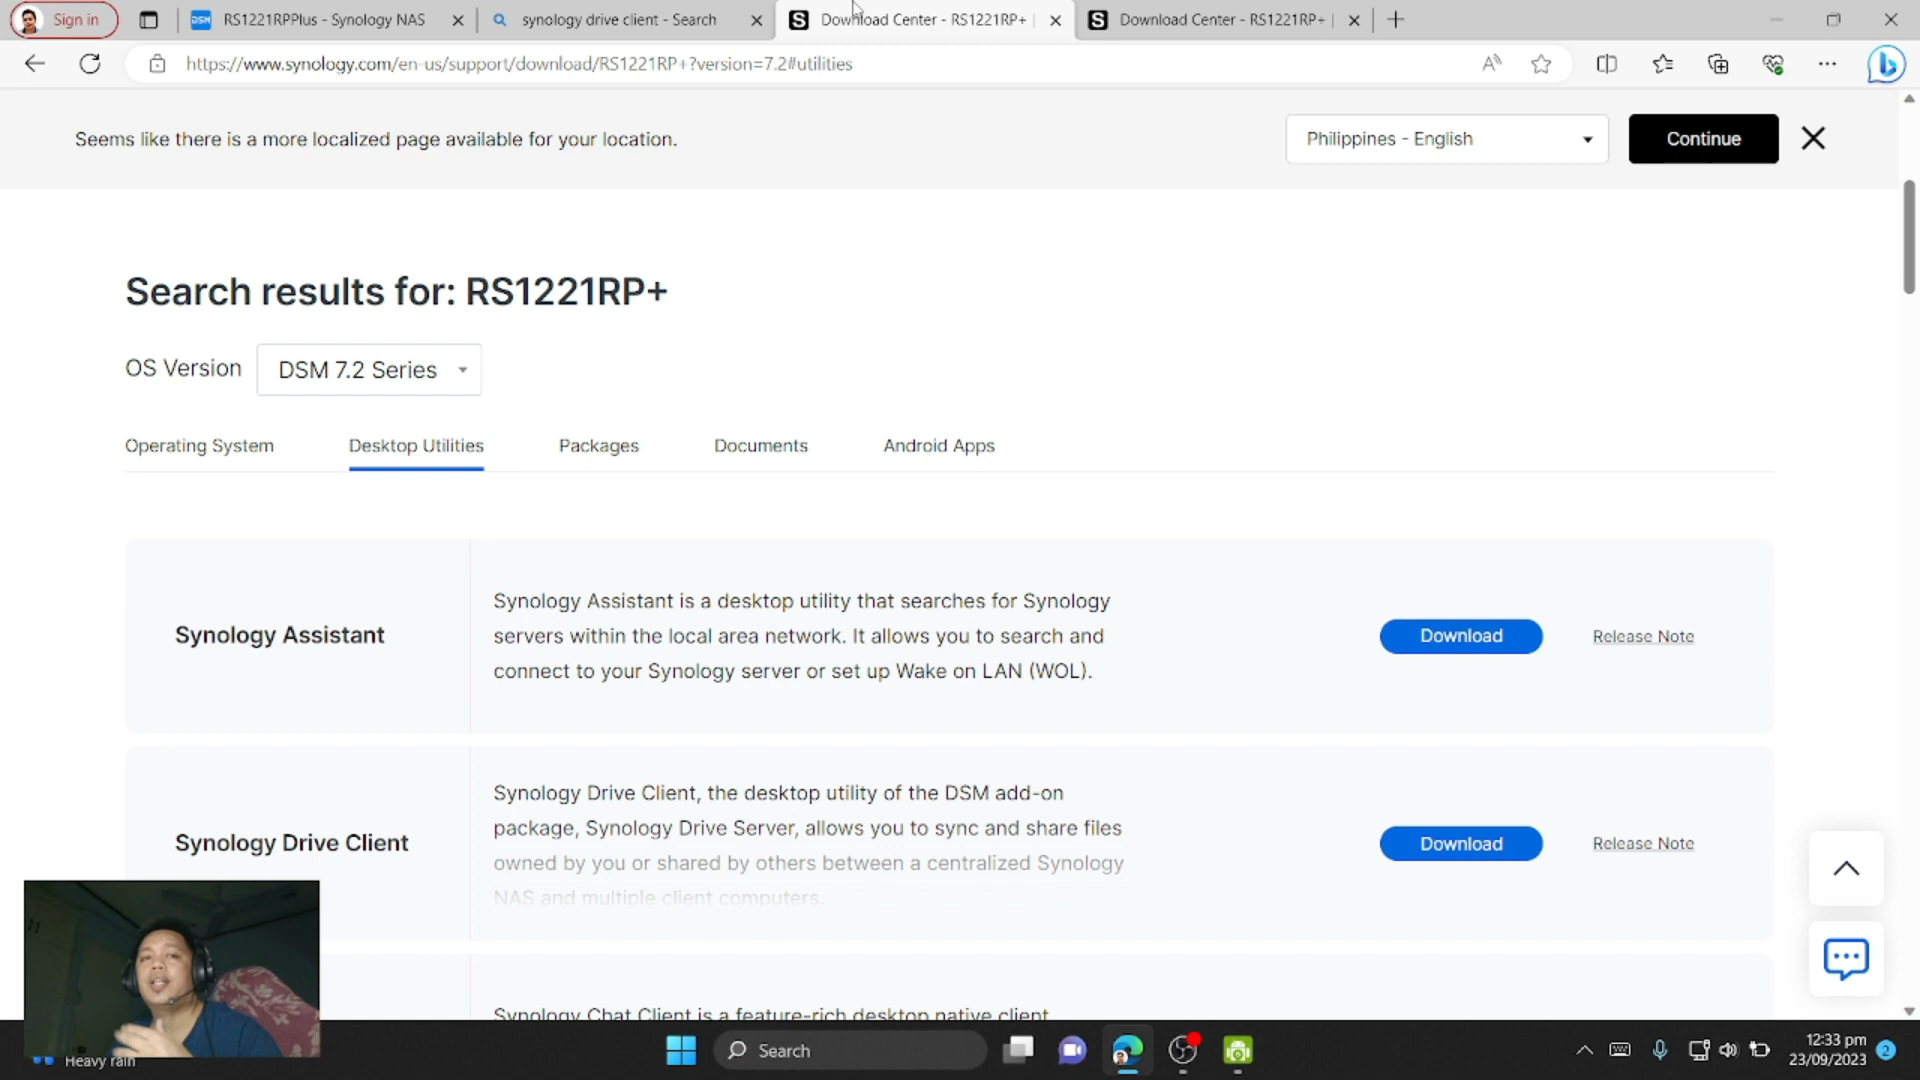 Sign in
DSM RS1221RPPlus - Synology NAS
synology drive client - Search
S Download Center - RS1221RP+ |
S Download Center - RS1221RP+ |
https://www.synology.com/en-us/support/download/RS1221RP+?version=7.2#utilities
Seems like there is a more localized page available for your location.
Philippines - English
Continue
Search results for: RS1221RP+
OS Version
DSM 7.2 Series
Operating System
Desktop Utilities
Packages
Documents
Android Apps
Synology Assistant
Synology Assistant is a desktop utility that searches for Synology
servers within the local area network. It allows you to search and
connect to your Synology server or set up Wake on LAN (WOL).
Download
Release Note
Synology Drive Client
Synology Drive Client, the desktop utility of the DSM add-on
package, Synology Drive Server, allows you to sync and share files
owned by you or shared by others between a centralized Synology
NAS and multiple client computers.
Download
Release Note
Synology Chat Client is a feature-rich desktop native client
Heavy rain
Search
12:33 pm
23/09/2023
2